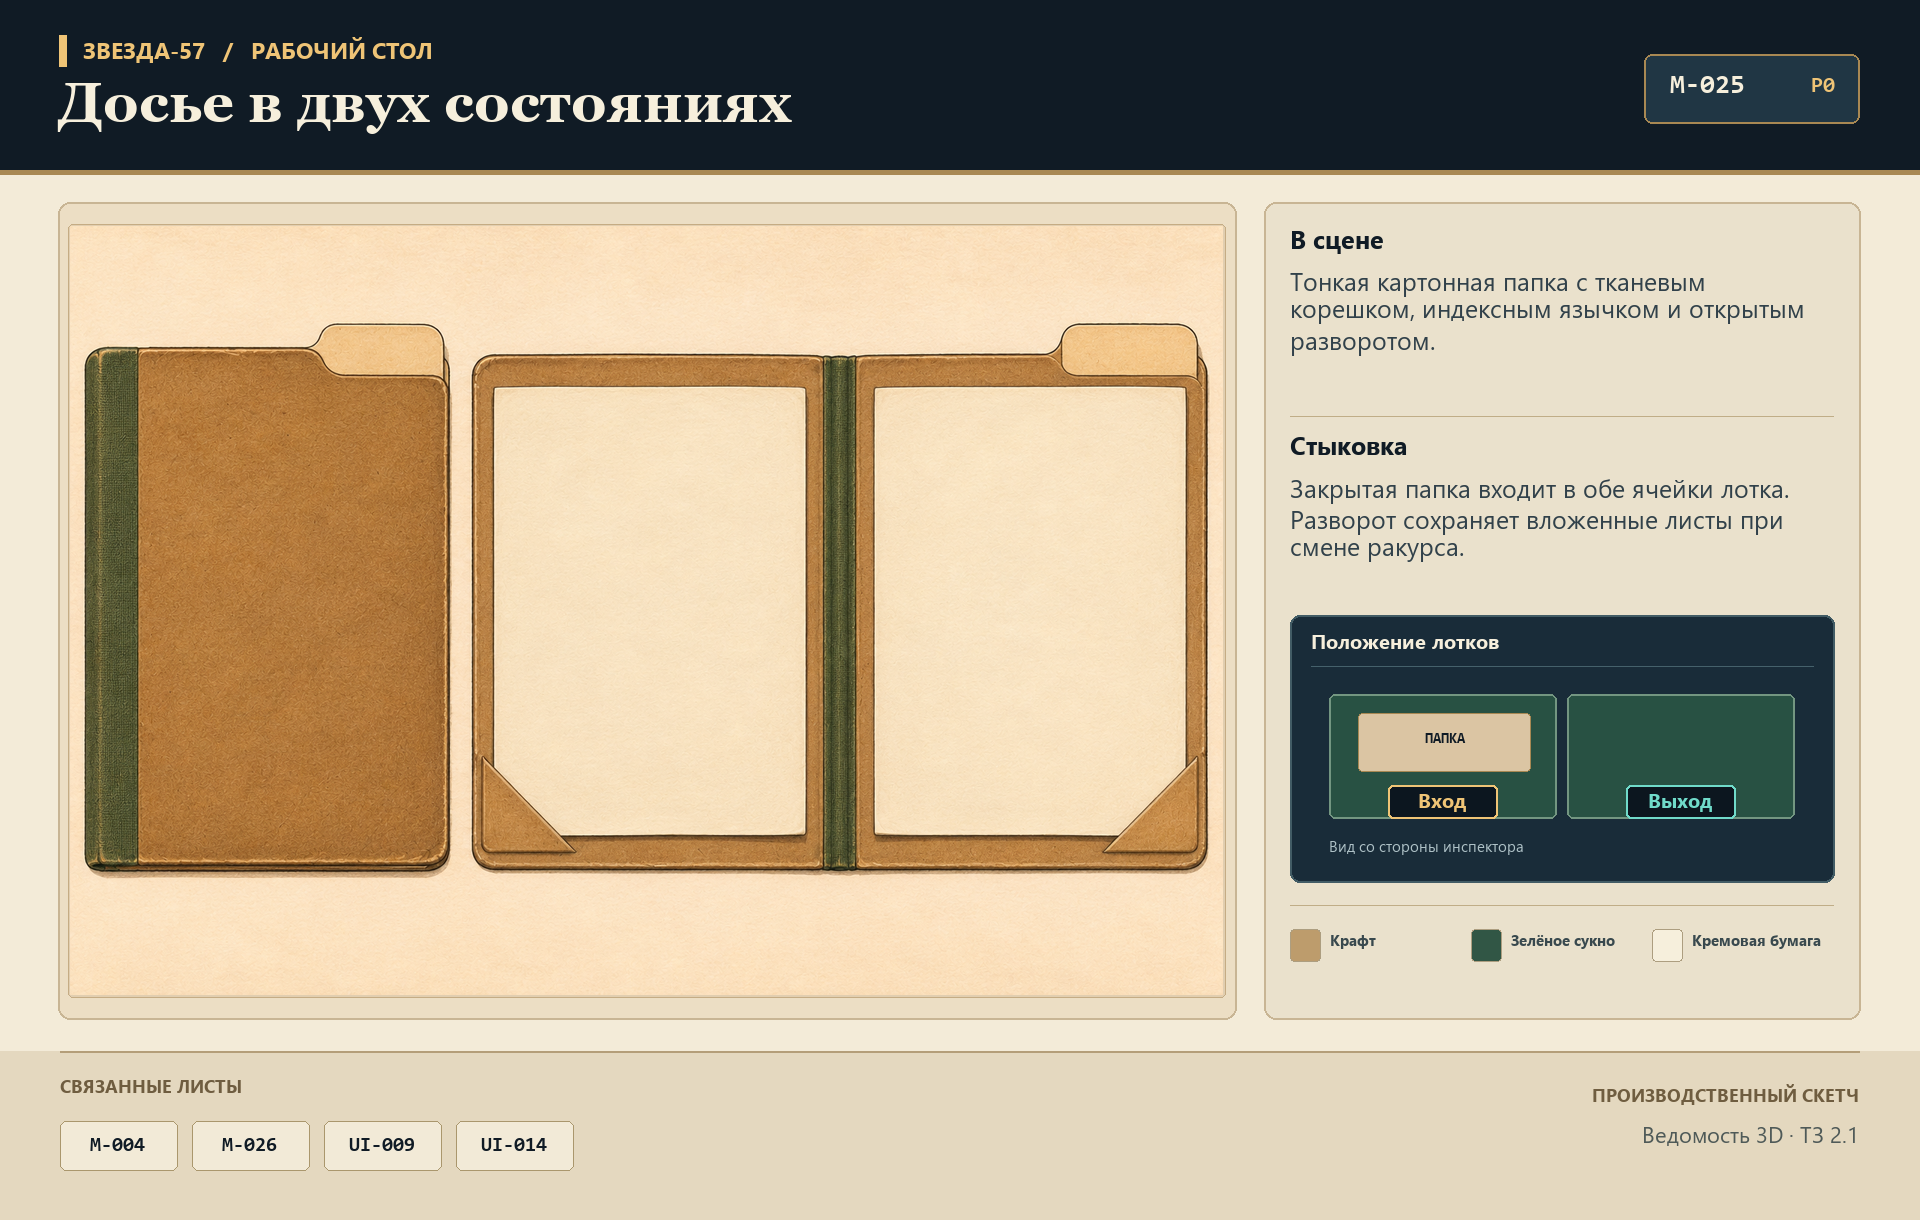 ЗВЕЗДА-57 / РАБОЧИЙ СТОЛ
Досье в двух состояниях
М-025 P0
В сцене
Тонкая картонная папка с тканевым
корешком, индексным язычком и открытым
разворотом.
Стыковка
Закрытая папка входит в обе ячейки лотка.
Разворот сохраняет вложенные листы при
смене ракурса.
Положение лотков
ПАПКА
Вход
Выход
Вид со стороны инспектора
Крафт
Зелёное сукно
Кремовая бумага
СВЯЗАННЫЕ ЛИСТЫ
М-004
М-026
UI-009
UI-014
ПРОИЗВОДСТВЕННЫЙ СКЕТЧ
Ведомость 3D · ТЗ 2.1